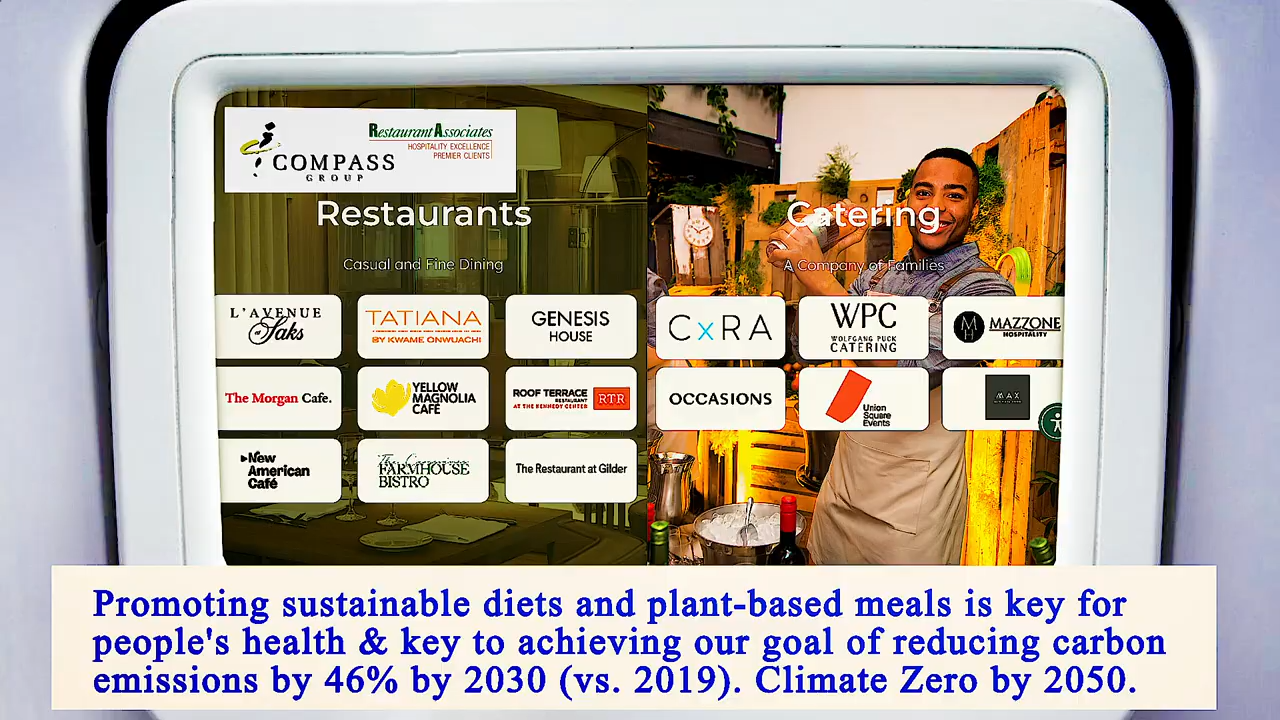 COMPASS
GROUP
Restaurant Associates
HOSPITALITY EXCELLENCE
PREMIER CLIENTS
Restaurants
Casual and Fine Dining
L'AVENUE
Saks
TATIANA
BY KWAME ONWUACHI
GENESIS
HOUSE
The Morgan Cafe.
YELLOW
MAGNOLIA
CAFÉ
ROOF TERRACE
RESTAURANT
AT THE KENNEDY CENTER
RTR
New
American
Café
FARMHOUSE
BISTRO
The Restaurant at Gilder
Catering
A Company of Families
CxRA
WPC
WOLFGANG PUCK
CATERING
MH
MAZZONE
HOSPITALITY
OCCASIONS
Union
Square
Events
MAX
Promoting sustainable diets and plant-based meals is key for
people's health & key to achieving our goal of reducing carbon
emissions by 46% by 2030 (vs. 2019). Climate Zero by 2050.